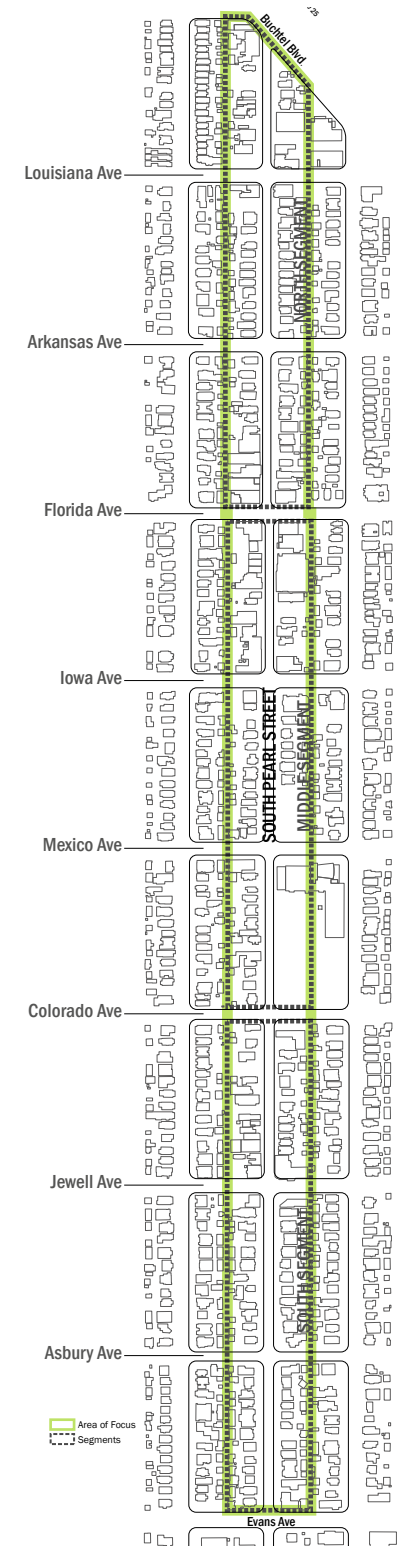 Buchtel Blvd
Louisiana Ave
NORTH SEGMENT
Arkansas Ave
Florida Ave
Iowa Ave
SOUTH PEARL STREET
MIDDLE SEGMENT
Mexico Ave
Colorado Ave
Jewell Ave
SOUTH SEGMENT
Asbury Ave
Area of Focus
Segments
Evans Ave